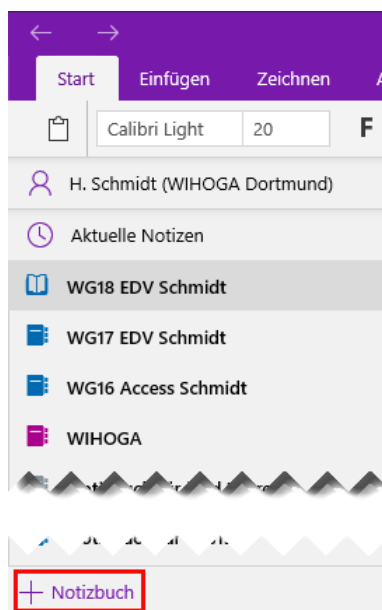 Start Einfügen Zeichnen
Calibri Light 20 F
H. Schmidt (WIHOGA Dortmund)
Aktuelle Notizen
WG18 EDV Schmidt
WG17 EDV Schmidt
WG16 Access Schmidt
WIHOGA
+ Notizbuch